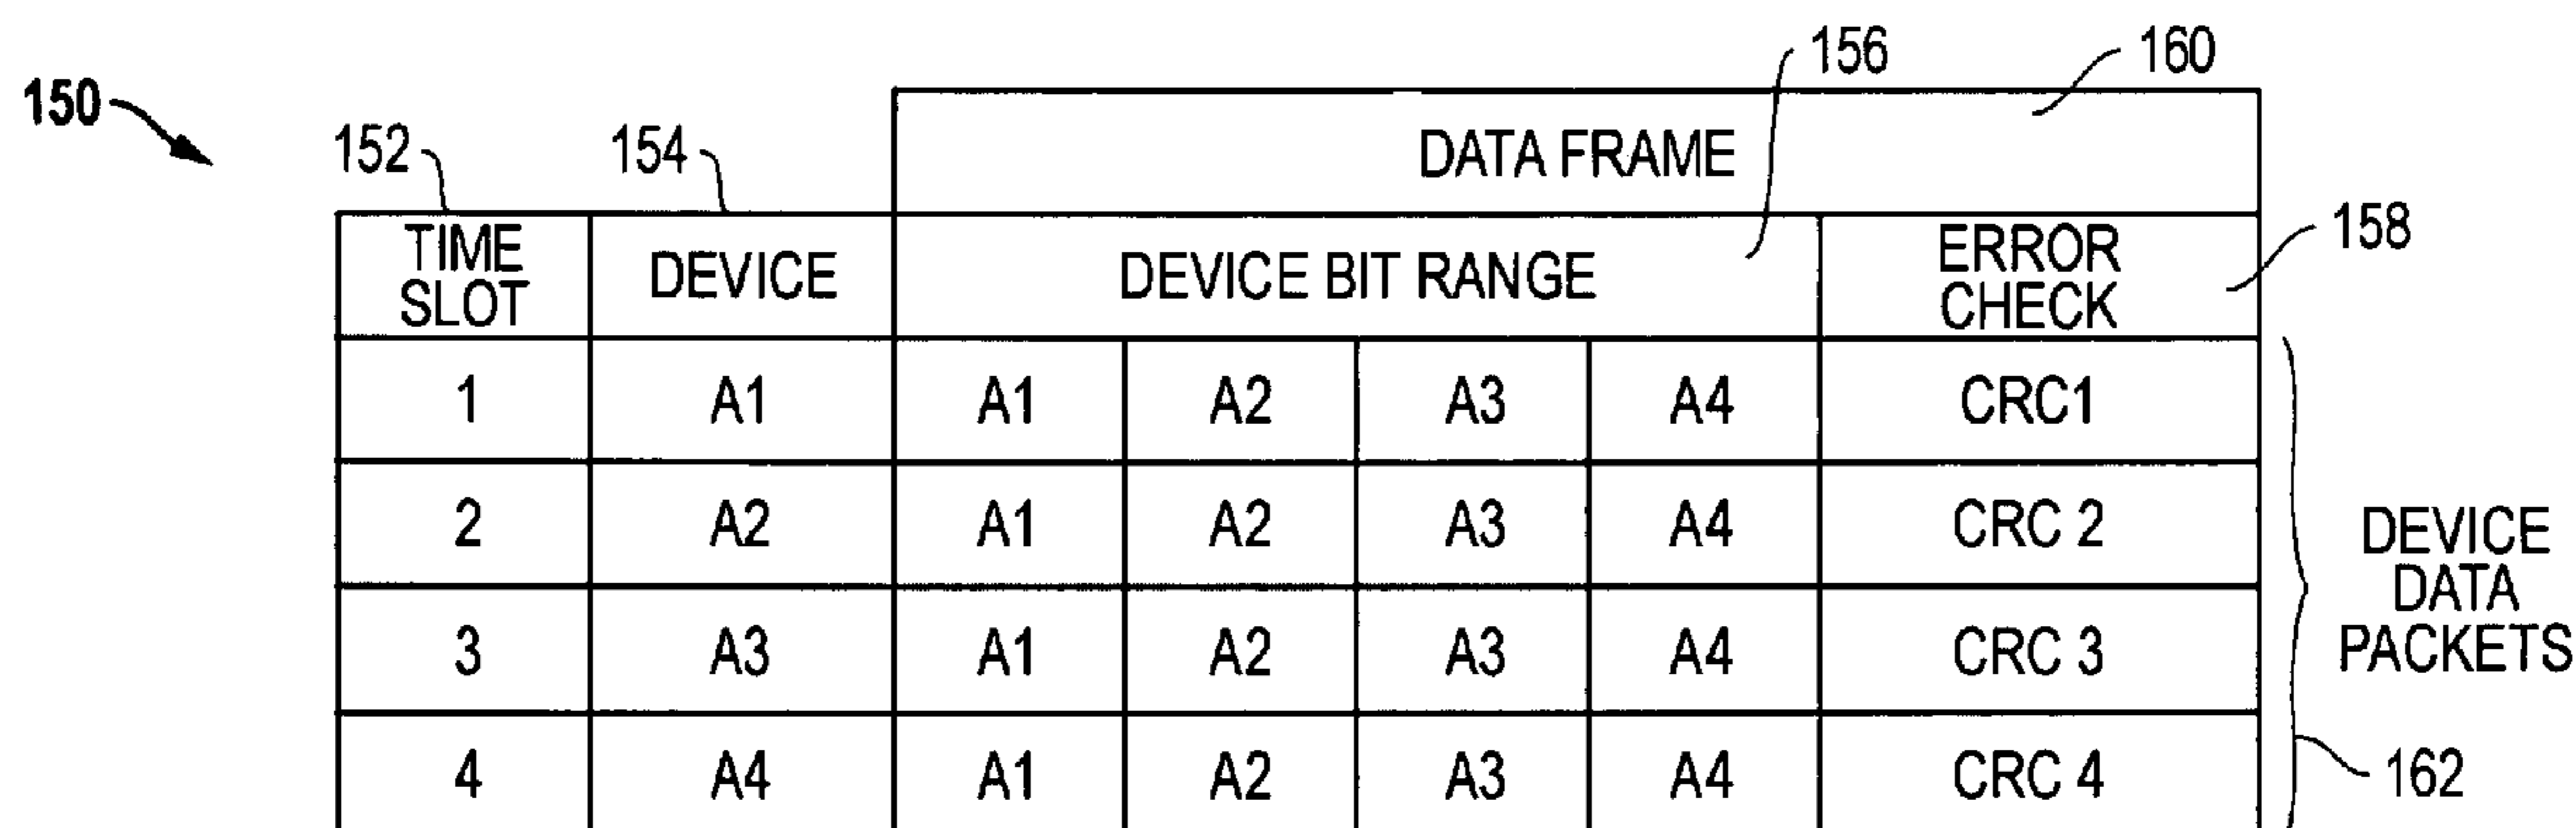 156
160
150
152
154
DATA FRAME
TIME
SLOT
DEVICE
DEVICE BIT RANGE
ERROR
CHECK
158
1 A1 A1 A2 A3 A4 CRC1
2 A2 A1 A2 A3 A4 CRC 2
3 A3 A1 A2 A3 A4 CRC 3
4 A4 A1 A2 A3 A4 CRC 4
DEVICE
DATA
PACKETS
162